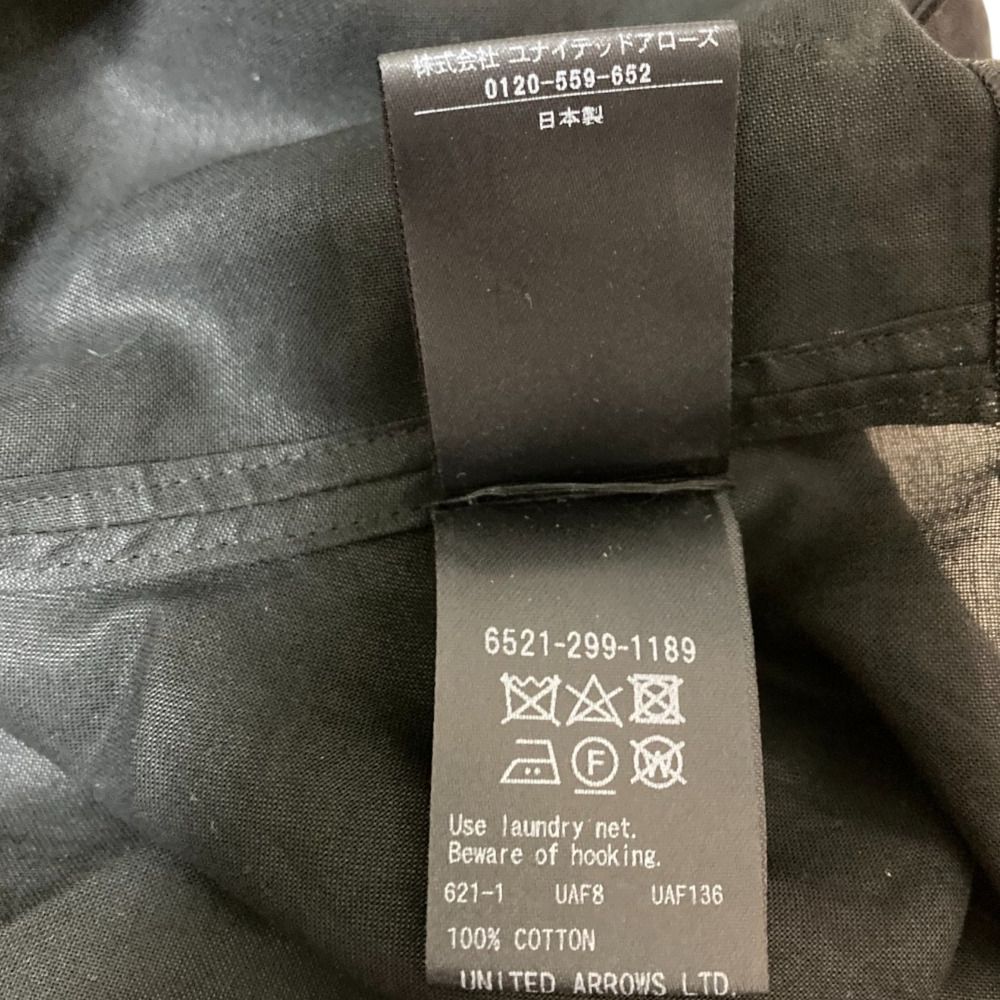 株式会社 ユナイテッドアローズ
0120-559-652
日本製
6521-299-1189
F W
Use laundry net.
Beware of hooking.
621-1 UAF8 UAF136
100% COTTON
UNITED ARROWS LTD.